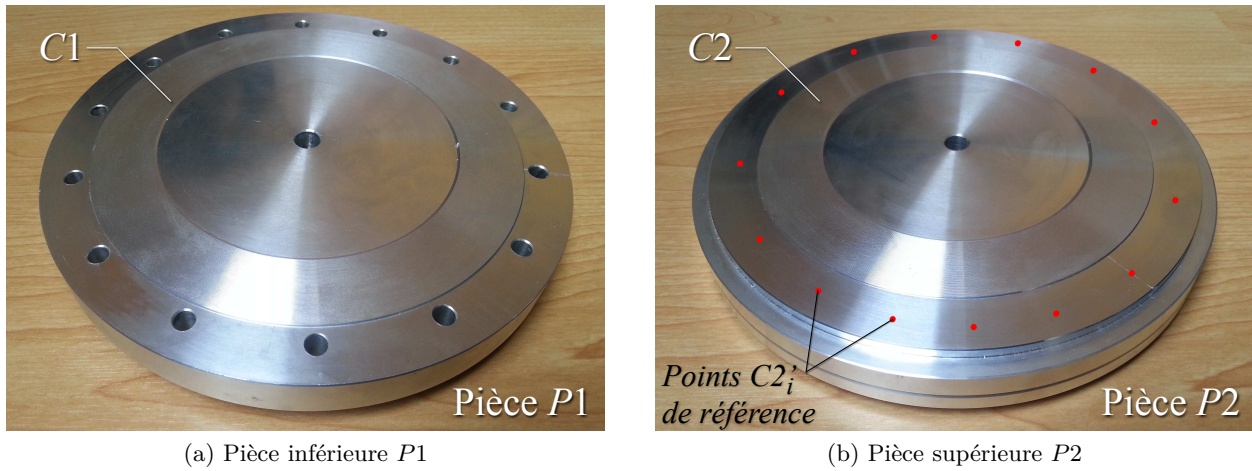 C1
Pièce P1
C2
Points C2'i
de référence
Pièce P2
(a) Pièce inférieure P1
(b) Pièce supérieure P2